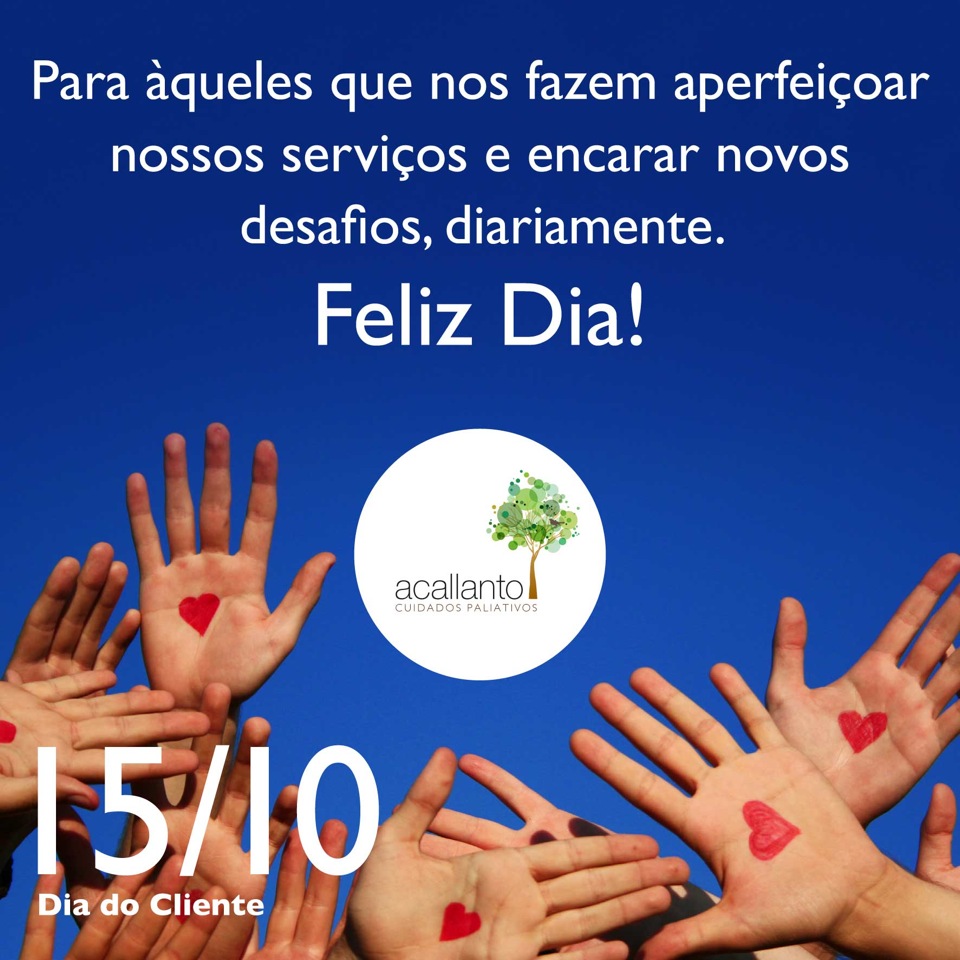 Para àqueles que nos fazem aperfeiçoar
nossos serviços e encarar novos
desafios, diariamente.
Feliz Dia!
acallanto
CUIDADOS PALIATIVOS
15/10
Dia do Cliente